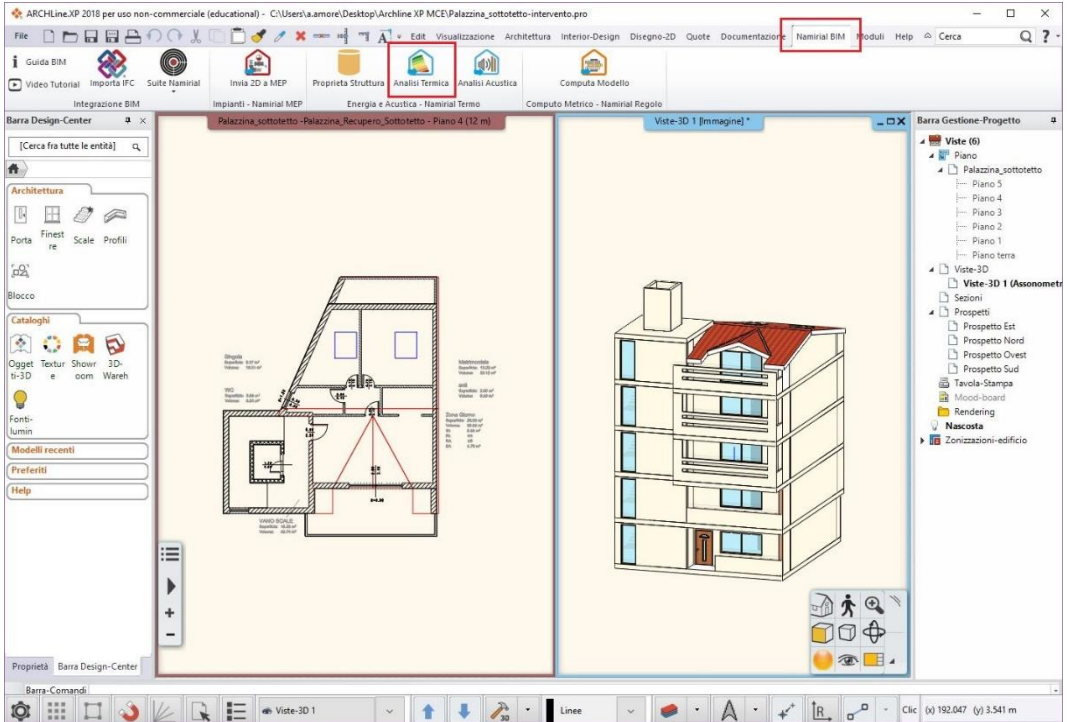 ARCHLine.XP 2018 per uso non-commerciale (educational) - C:\Users\a.amore\Desktop\Archline XP MCE\Palazzina_sottotetto-intervento.pro
File Edit Visualizzazione Architettura Interior-Design Disegno-2D Quote Documentazione Namirial BIM Moduli Help Cerca
Guida BIM
Video Tutorial Importa IFC Suite Namirial Invia 2D a MEP Proprieta Struttura Analisi Termica Analisi Acustica Computa Modello
Integrazione BIM Impianti - Namirial MEP Energia e Acustica - Namirial Termo Computo Metrico - Namirial Regolo
Barra Design-Center
[Cerca fra tutte le entità]
Architettura
Porta Finest
re Scale Profili
Blocco
Cataloghi
Ogget
ti-3D Textur
e Showr
oom 3D-
Wareh
Fonti-
lumin
Modelli recenti
Preferiti
Help
Proprietà Barra Design-Center
Palazzina_sottotetto -Palazzina_Recupero_Sottotetto - Piano 4 (12 m)
Singola
WC
Matrimoniale
Zona Giorno
VANO SCALE
Viste-3D 1 [Immagine] *
Barra Gestione-Progetto
Viste (6)
Piano
Palazzina_sottotetto
Piano 5
Piano 4
Piano 3
Piano 2
Piano 1
Piano terra
Viste-3D
Viste-3D 1 (Assonometr
Sezioni
Prospetti
Prospetto Est
Prospetto Nord
Prospetto Ovest
Prospetto Sud
Tavola-Stampa
Mood-board
Rendering
Nascosta
Zonizzazioni-edificio
Barra-Comandi
Viste-3D 1 Linee Clic (x) 192.047 (y) 3.541 m